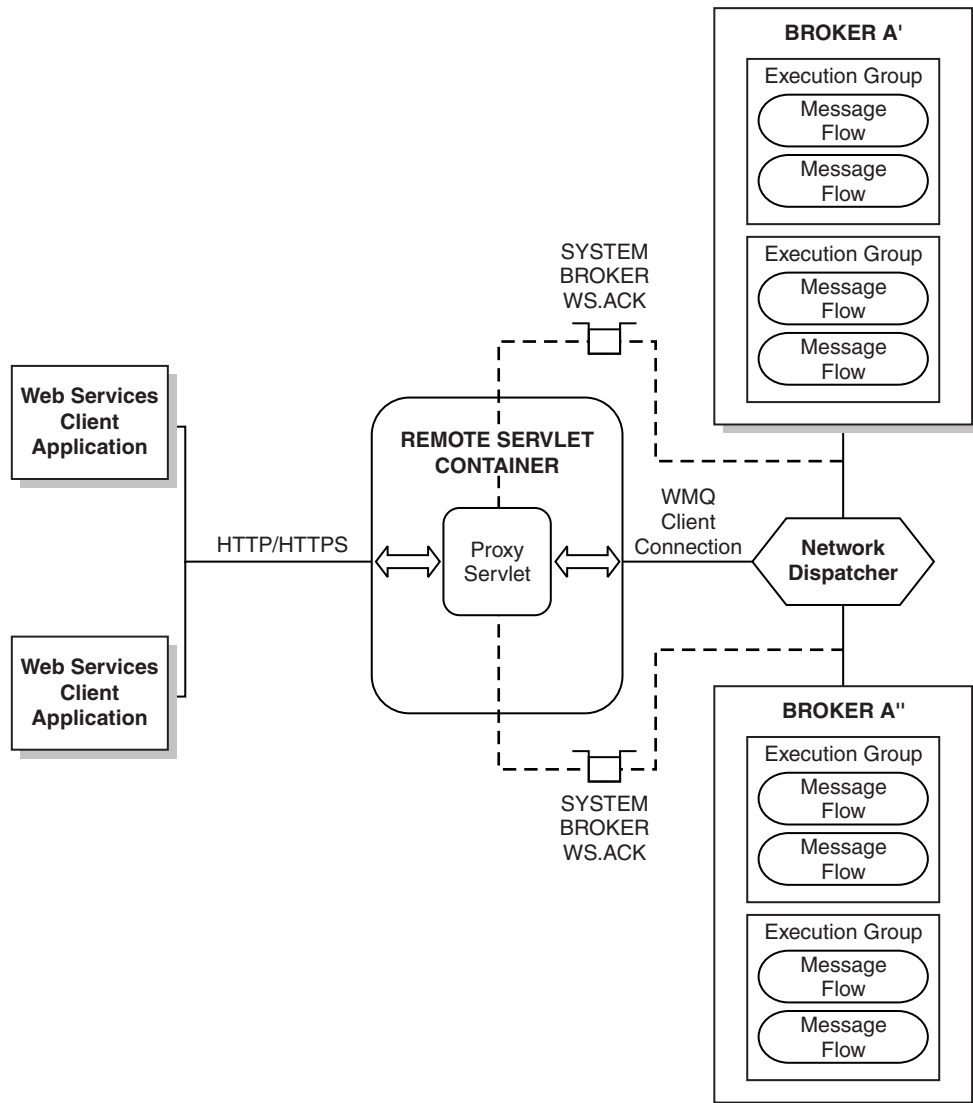 BROKER A'
Execution Group
Message
Flow
Message
Flow
Execution Group
Message
Flow
Message
Flow
SYSTEM
BROKER
WS.ACK
Web Services
Client
Application
REMOTE SERVLET
CONTAINER
HTTP/HTTPS
Proxy
Servlet
WMQ
Client
Connection
Network
Dispatcher
Web Services
Client
Application
SYSTEM
BROKER
WS.ACK
BROKER A''
Execution Group
Message
Flow
Message
Flow
Execution Group
Message
Flow
Message
Flow